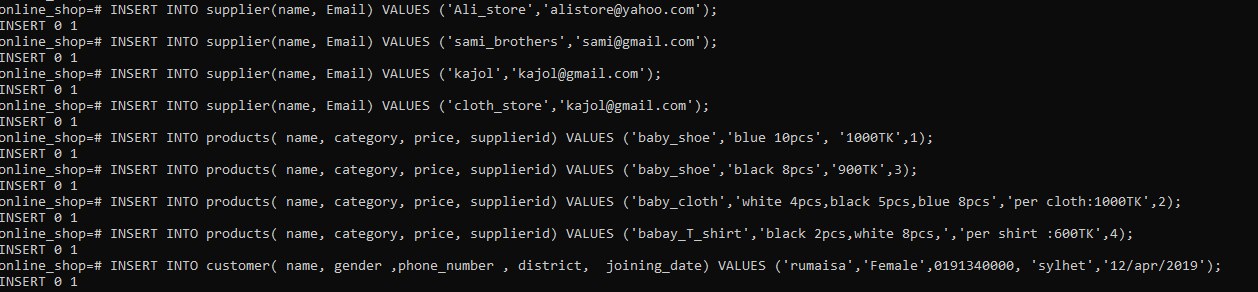 online_shop=# INSERT INTO supplier(name, Email) VALUES ('Ali_store','alistore@yahoo.com');
INSERT 0 1
online_shop=# INSERT INTO supplier(name, Email) VALUES ('sami_brothers','sami@gmail.com');
INSERT 0 1
online_shop=# INSERT INTO supplier(name, Email) VALUES ('kajol','kajol@gmail.com');
INSERT 0 1
online_shop=# INSERT INTO supplier(name, Email) VALUES ('cloth_store','kajol@gmail.com');
INSERT 0 1
online_shop=# INSERT INTO products( name, category, price, supplierid) VALUES ('baby_shoe','blue 10pcs', '1000TK',1);
INSERT 0 1
online_shop=# INSERT INTO products( name, category, price, supplierid) VALUES ('baby_shoe','black 8pcs','900TK',3);
INSERT 0 1
online_shop=# INSERT INTO products( name, category, price, supplierid) VALUES ('baby_cloth','white 4pcs,black 5pcs,blue 8pcs','per cloth:1000TK',2);
INSERT 0 1
online_shop=# INSERT INTO products( name, category, price, supplierid) VALUES ('babay_T_shirt','black 2pcs,white 8pcs,','per shirt :600TK',4);
INSERT 0 1
online_shop=# INSERT INTO customer( name, gender ,phone_number , district,  joining_date) VALUES ('rumaisa','Female',0191340000, 'sylhet','12/apr/2019');
INSERT 0 1